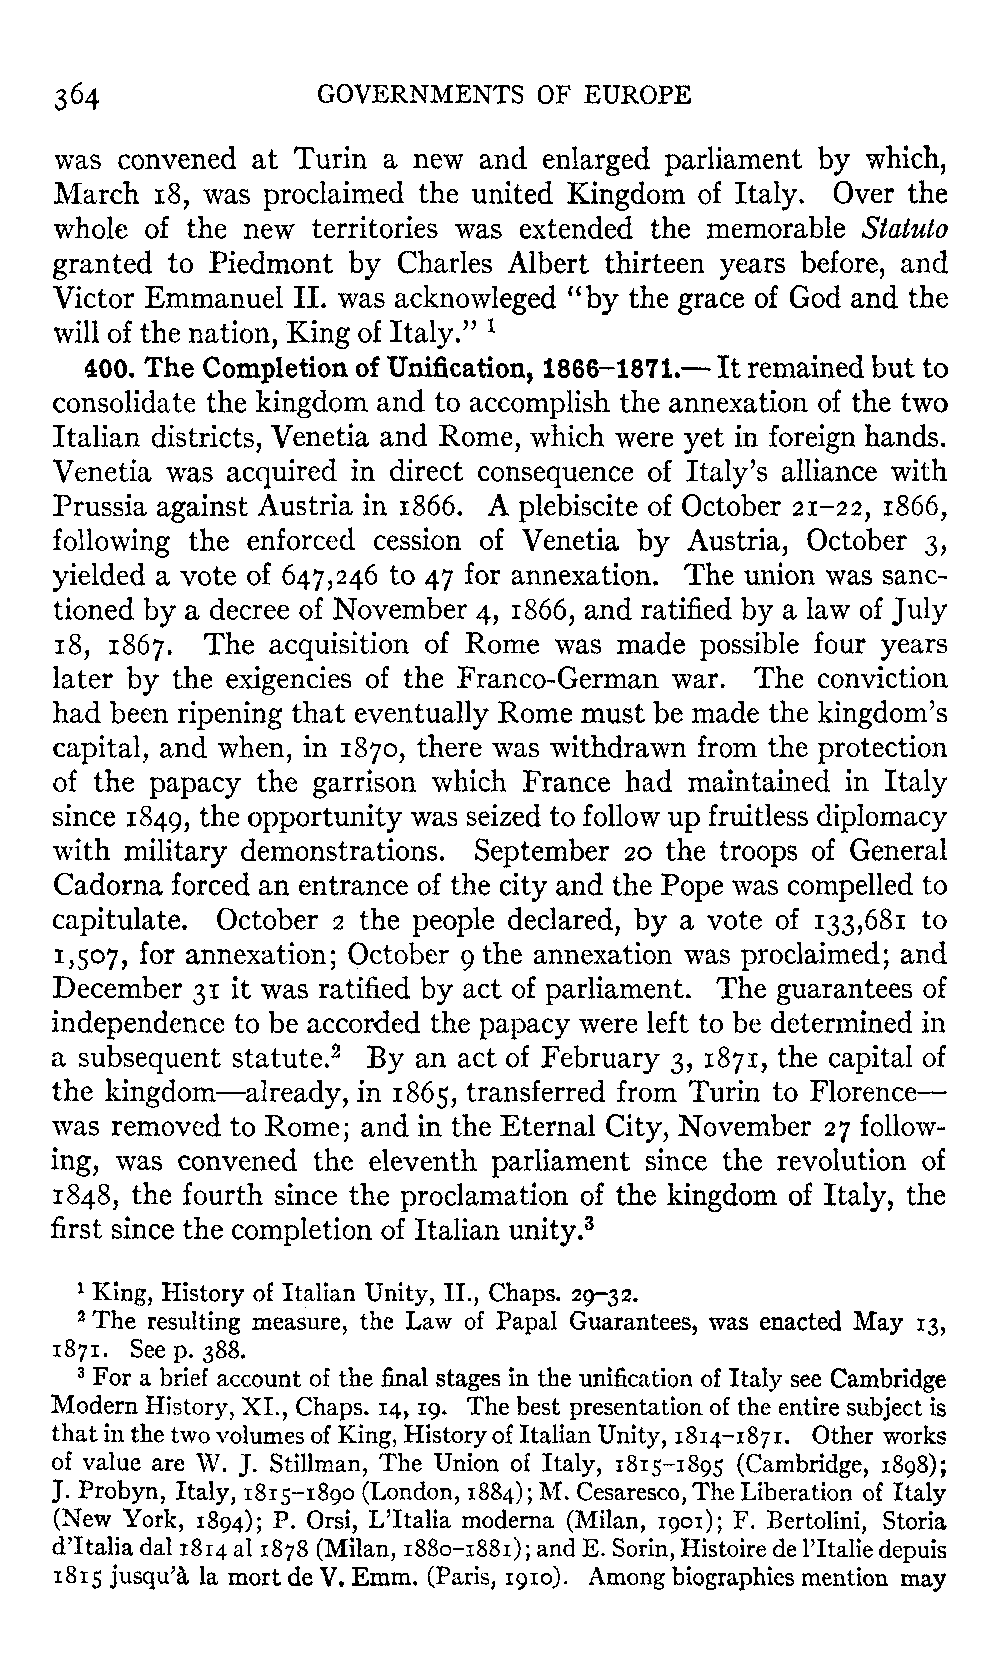 364 GOVERNMENTS OF EUROPE
was convened at Turin a new and enlarged parliament by which,
March 18, was proclaimed the united Kingdom of Italy. Over the
whole of the new territories was extended the memorable Statuto
granted to Piedmont by Charles Albert thirteen years before, and
Victor Emmanuel II. was acknowleged “by the grace of God and the
will of the nation, King of Italy.” ¹
400. The Completion of Unification, 1866–1871.—It remained but to
consolidate the kingdom and to accomplish the annexation of the two
Italian districts, Venetia and Rome, which were yet in foreign hands.
Venetia was acquired in direct consequence of Italy’s alliance with
Prussia against Austria in 1866. A plebiscite of October 21–22, 1866,
following the enforced cession of Venetia by Austria, October 3,
yielded a vote of 647,246 to 47 for annexation. The union was sanc-
tioned by a decree of November 4, 1866, and ratified by a law of July
18, 1867. The acquisition of Rome was made possible four years
later by the exigencies of the Franco-German war. The conviction
had been ripening that eventually Rome must be made the kingdom’s
capital, and when, in 1870, there was withdrawn from the protection
of the papacy the garrison which France had maintained in Italy
since 1849, the opportunity was seized to follow up fruitless diplomacy
with military demonstrations. September 20 the troops of General
Cadorna forced an entrance of the city and the Pope was compelled to
capitulate. October 2 the people declared, by a vote of 133,681 to
1,507, for annexation; October 9 the annexation was proclaimed; and
December 31 it was ratified by act of parliament. The guarantees of
independence to be accorded the papacy were left to be determined in
a subsequent statute.² By an act of February 3, 1871, the capital of
the kingdom—already, in 1865, transferred from Turin to Florence—
was removed to Rome; and in the Eternal City, November 27 follow-
ing, was convened the eleventh parliament since the revolution of
1848, the fourth since the proclamation of the kingdom of Italy, the
first since the completion of Italian unity.³
¹ King, History of Italian Unity, II., Chaps. 29–32.
² The resulting measure, the Law of Papal Guarantees, was enacted May 13,
1871. See p. 388.
³ For a brief account of the final stages in the unification of Italy see Cambridge
Modern History, XI., Chaps. 14, 19. The best presentation of the entire subject is
that in the two volumes of King, History of Italian Unity, 1814–1871. Other works
of value are W. J. Stillman, The Union of Italy, 1815–1895 (Cambridge, 1898);
J. Probyn, Italy, 1815–1890 (London, 1884); M. Cesaresco, The Liberation of Italy
(New York, 1894); P. Orsi, L’Italia moderna (Milan, 1901); F. Bertolini, Storia
d’Italia dal 1814 al 1878 (Milan, 1880–1881); and E. Sorin, Histoire de l’Italie depuis
1815 jusqu’à la mort de V. Emm. (Paris, 1910). Among biographies mention may